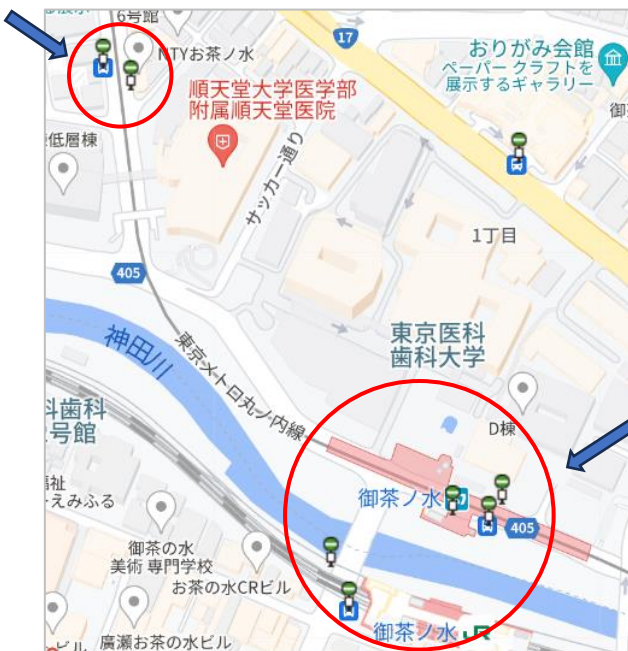 6号館
NTYお茶ノ水
17
おりがみ会館
ペーパー クラフトを
展示するギャラリー
順天堂大学医学部
附属順天堂医院
御
低層棟
サッカー通り
1丁目
405
神田川
東京メトロ丸ノ内線
東京医科
歯科大学
科歯科
号館
D棟
福祉
えみふる
御茶ノ水
405
御茶の水
美術 専門学校
お茶の水CRビル
御茶ノ水
JR
ビル
廣瀬お茶の水ビル